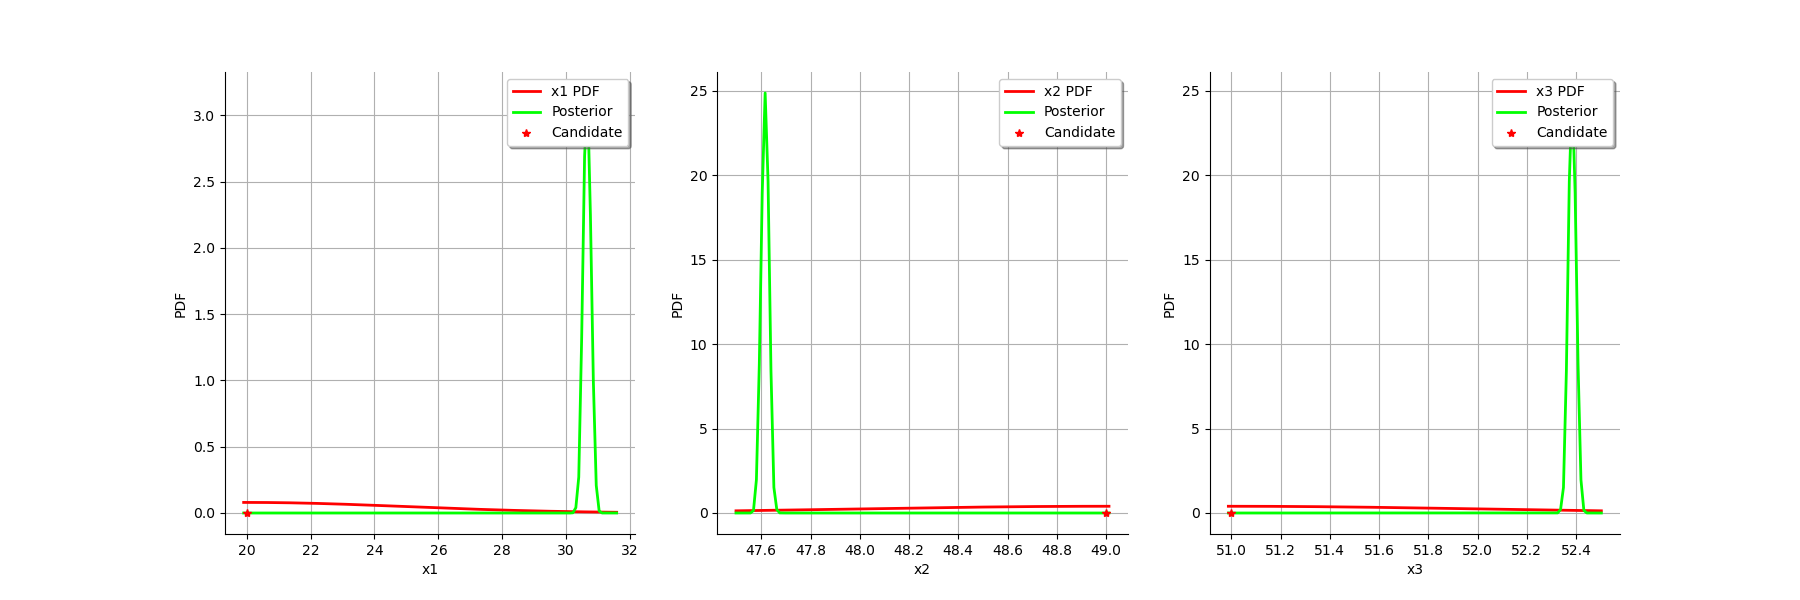 x1 PDF
Posterior
Candidate
3.0
2.5
2.0
1.5
1.0
0.5
0.0
PDF
20 22 24 26 28 30 32
x1
x2 PDF
Posterior
Candidate
25
20
15
10
5
0
PDF
47.6 47.8 48.0 48.2 48.4 48.6 48.8 49.0
x2
x3 PDF
Posterior
Candidate
25
20
15
10
5
0
PDF
51.0 51.2 51.4 51.6 51.8 52.0 52.2 52.4
x3